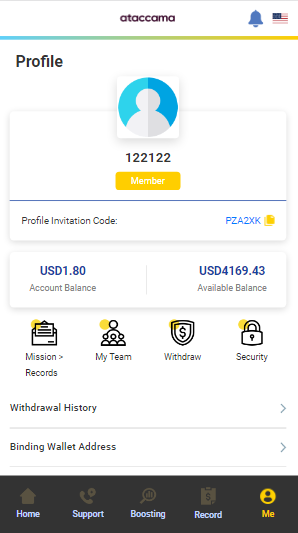 ataccama
Profile
122122
Member
Profile Invitation Code: PZA2XK
USD1.80 USD4169.43
Account Balance Available Balance
Mission > My Team Withdraw Security
Records
Withdrawal History
Binding Wallet Address
Home Support Boosting Record Me